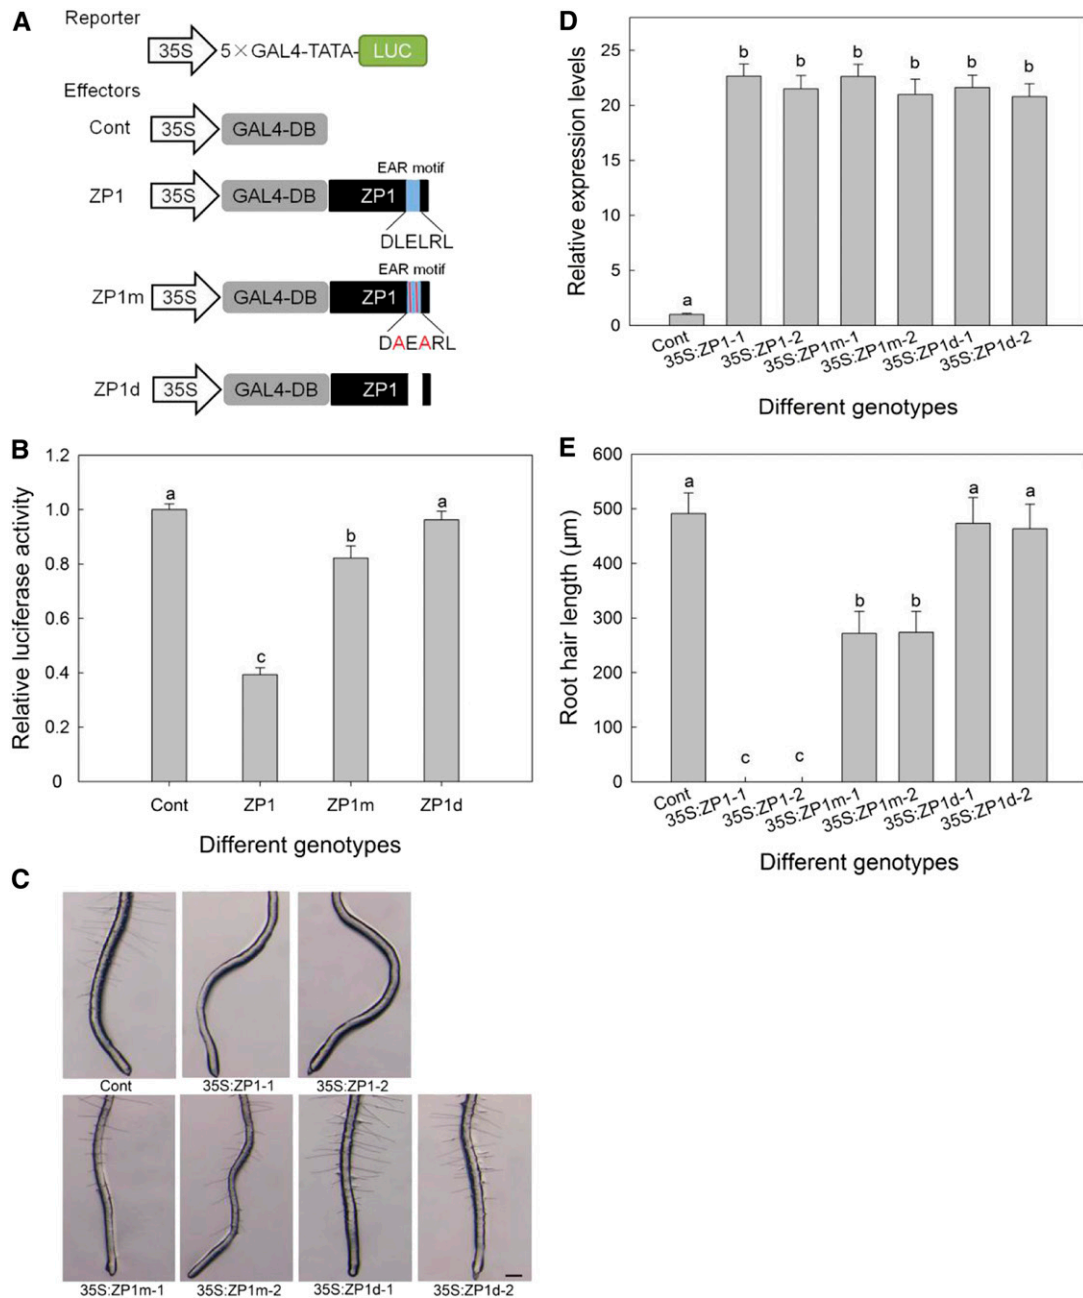 A
Reporter
35S 5×GAL4-TATA-LUC
Effectors
Cont 35S GAL4-DB
EAR motif
ZP1 35S GAL4-DB ZP1
DLELRL
EAR motif
ZP1m 35S GAL4-DB ZP1
DAEARL
ZP1d 35S GAL4-DB ZP1
B
Relative luciferase activity
1.2
1.0
0.8
0.6
0.4
0.2
0
a
c
b
a
Cont ZP1 ZP1m ZP1d
Different genotypes
C
Cont 35S:ZP1-1 35S:ZP1-2
35S:ZP1m-1 35S:ZP1m-2 35S:ZP1d-1 35S:ZP1d-2
D
Relative expression levels
25
20
15
10
5
0
a b b b b b b
Cont 35S:ZP1-1 35S:ZP1-2 35S:ZP1m-1 35S:ZP1m-2 35S:ZP1d-1 35S:ZP1d-2
Different genotypes
E
Root hair length (µm)
600
500
400
300
200
100
0
a c c b b a a
Cont 35S:ZP1-1 35S:ZP1-2 35S:ZP1m-1 35S:ZP1m-2 35S:ZP1d-1 35S:ZP1d-2
Different genotypes